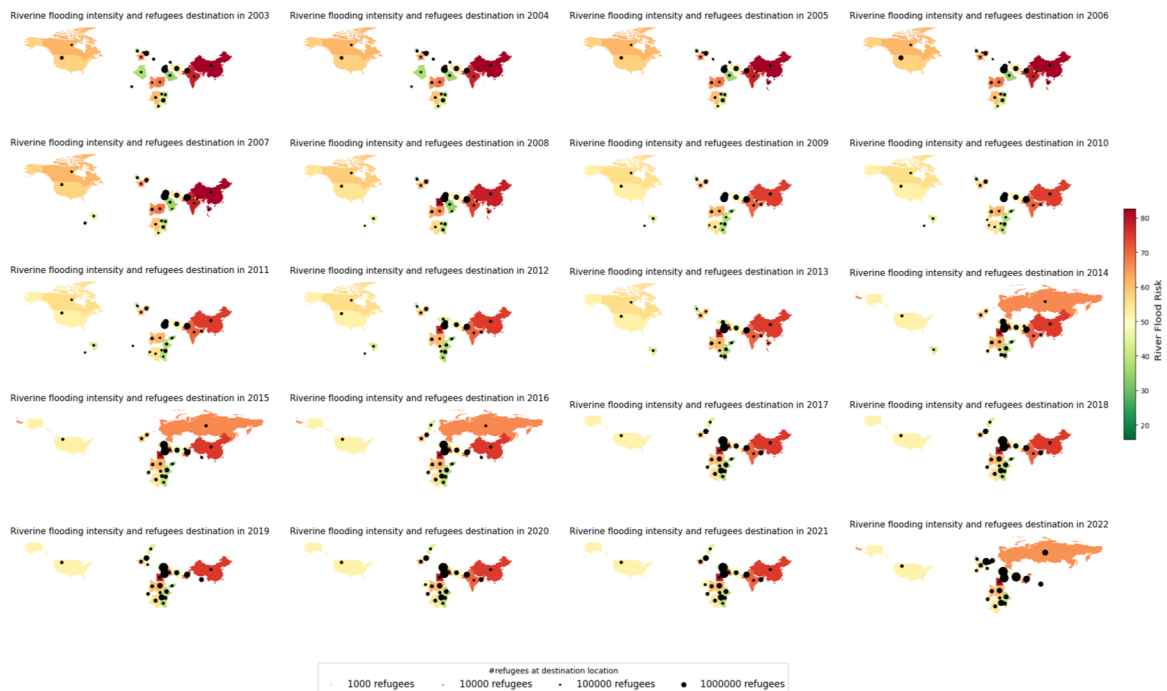 Riverine flooding intensity and refugees destination in 2003
Riverine flooding intensity and refugees destination in 2004
Riverine flooding intensity and refugees destination in 2005
Riverine flooding intensity and refugees destination in 2006
Riverine flooding intensity and refugees destination in 2007
Riverine flooding intensity and refugees destination in 2008
Riverine flooding intensity and refugees destination in 2009
Riverine flooding intensity and refugees destination in 2010
Riverine flooding intensity and refugees destination in 2011
Riverine flooding intensity and refugees destination in 2012
Riverine flooding intensity and refugees destination in 2013
Riverine flooding intensity and refugees destination in 2014
Riverine flooding intensity and refugees destination in 2015
Riverine flooding intensity and refugees destination in 2016
Riverine flooding intensity and refugees destination in 2017
Riverine flooding intensity and refugees destination in 2018
Riverine flooding intensity and refugees destination in 2019
Riverine flooding intensity and refugees destination in 2020
Riverine flooding intensity and refugees destination in 2021
Riverine flooding intensity and refugees destination in 2022
80
70
60
50
40
30
20
River Flood Risk
#refugees at destination location
1000 refugees
10000 refugees
100000 refugees
1000000 refugees